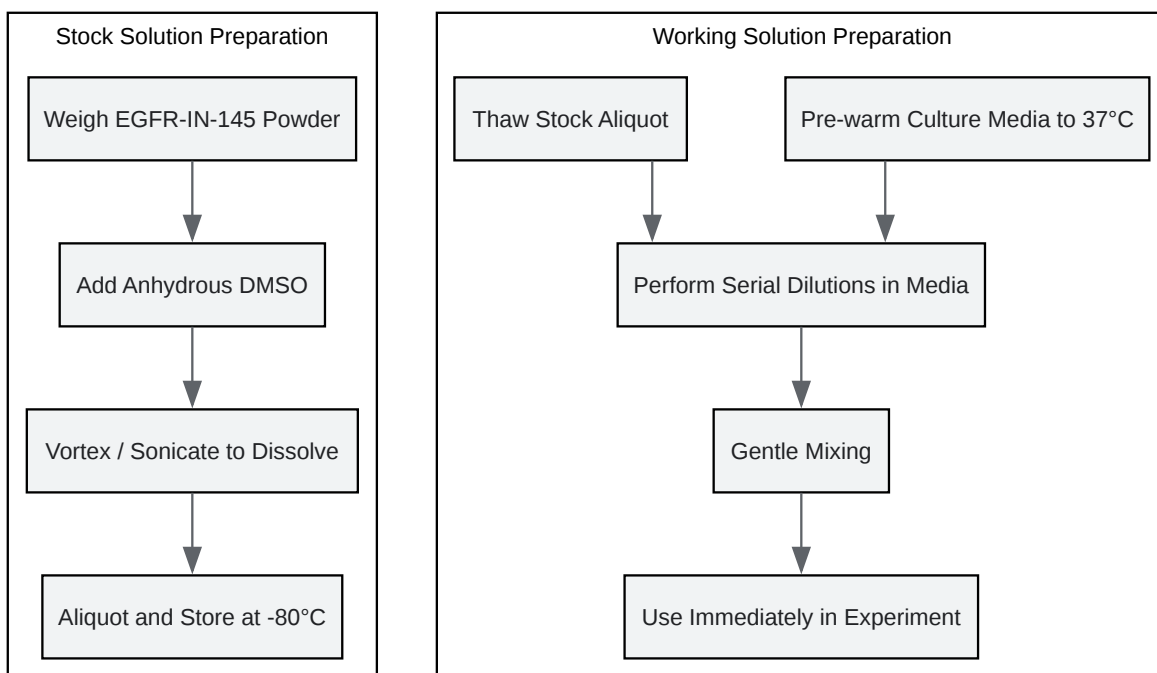 Stock Solution Preparation
Weigh EGFR-IN-145 Powder
Add Anhydrous DMSO
Vortex / Sonicate to Dissolve
Aliquot and Store at -80°C
Working Solution Preparation
Thaw Stock Aliquot
Pre-warm Culture Media to 37°C
Perform Serial Dilutions in Media
Gentle Mixing
Use Immediately in Experiment